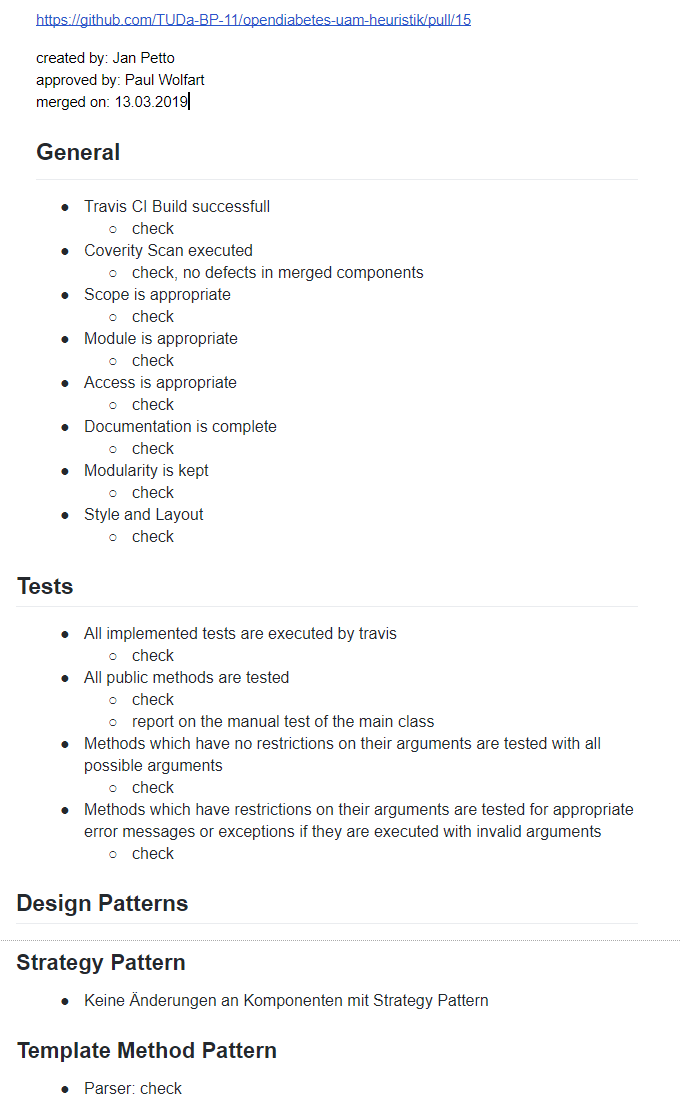 https://github.com/TUDa-BP-11/opendiabetes-uam-heuristik/pull/15
created by: Jan Petto
approved by: Paul Wolfart
merged on: 13.03.2019
General
● Travis CI Build successfull
○ check
● Coverity Scan executed
○ check, no defects in merged components
● Scope is appropriate
○ check
● Module is appropriate
○ check
● Access is appropriate
○ check
● Documentation is complete
○ check
● Modularity is kept
○ check
● Style and Layout
○ check
Tests
● All implemented tests are executed by travis
○ check
● All public methods are tested
○ check
○ report on the manual test of the main class
● Methods which have no restrictions on their arguments are tested with all
possible arguments
○ check
● Methods which have restrictions on their arguments are tested for appropriate
error messages or exceptions if they are executed with invalid arguments
○ check
Design Patterns
Strategy Pattern
● Keine Änderungen an Komponenten mit Strategy Pattern
Template Method Pattern
● Parser: check